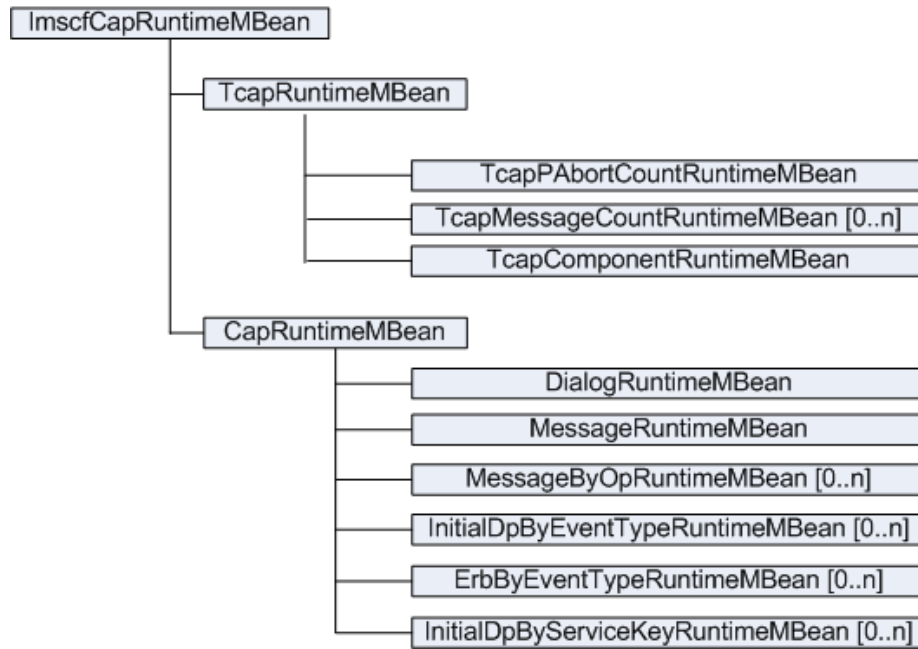 ImscfCapRuntimeMBean
TcapRuntimeMBean
TcapPAbortCountRuntimeMBean
TcapMessageCountRuntimeMBean [0..n]
TcapComponentRuntimeMBean
CapRuntimeMBean
DialogRuntimeMBean
MessageRuntimeMBean
MessageByOpRuntimeMBean [0..n]
InitialDpByEventTypeRuntimeMBean [0..n]
ErbByEventTypeRuntimeMBean [0..n]
InitialDpByServiceKeyRuntimeMBean [0..n]